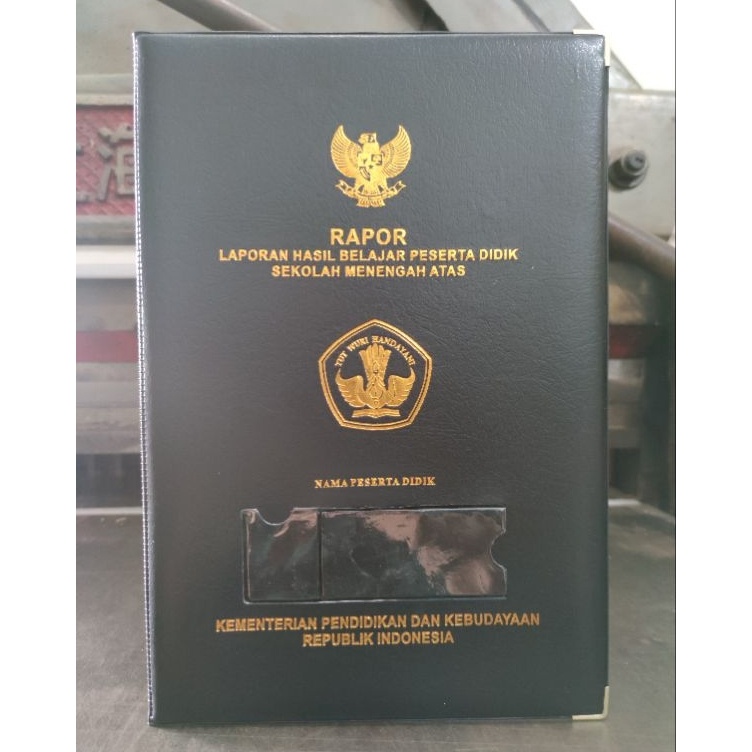 RAPOR
LAPORAN HASIL BELAJAR PESERTA DIDIK
SEKOLAH MENENGAH ATAS
TUT WURI HANDAYANI
NAMA PESERTA DIDIK
KEMENTERIAN PENDIDIKAN DAN KEBUDAYAAN
REPUBLIK INDONESIA